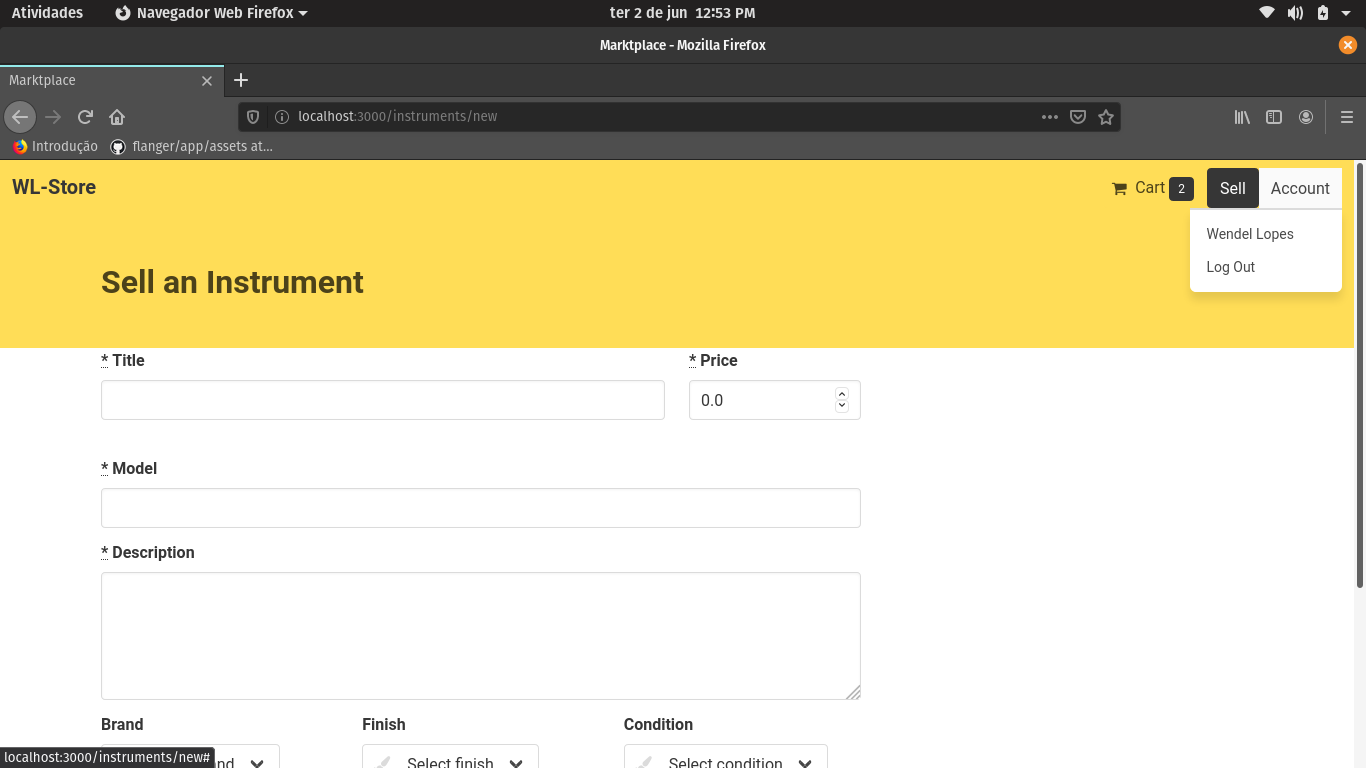 Atividades Navegador Web Firefox ter 2 de jun 12:53 PM
Marktplace - Mozilla Firefox
Marktplace
localhost:3000/instruments/new
Introdução flanger/app/assets at...
WL-Store Cart 2 Sell Account
Wendel Lopes
Log Out
Sell an Instrument
* Title * Price
0.0
* Model
* Description
Brand Finish Condition
Select finish Select condition
localhost:3000/instruments/new#